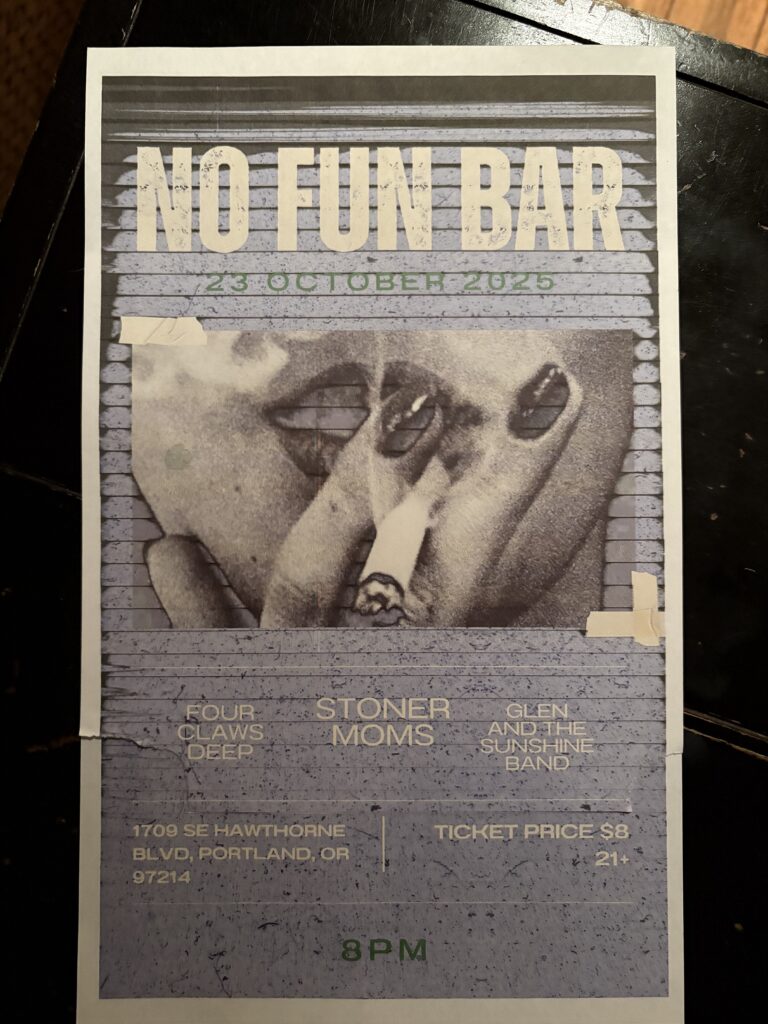 NO FUN BAR
23 OCTOBER 2025
FOUR
CLAWS
DEEP
STONER
MOMS
GLEN
AND THE
SUNSHINE
BAND
1709 SE HAWTHORNE
BLVD, PORTLAND, OR
97214
TICKET PRICE $8
21+
8PM